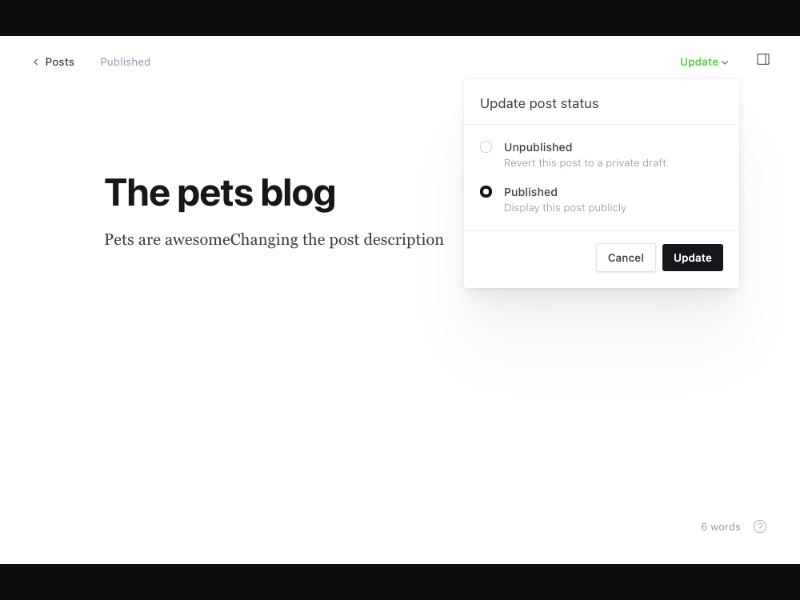 Posts
Published
Update
Update post status
Unpublished
Revert this post to a private draft
Published
Display this post publicly
Cancel
Update
The pets blog
Pets are awesomeChanging the post description
6 words
?